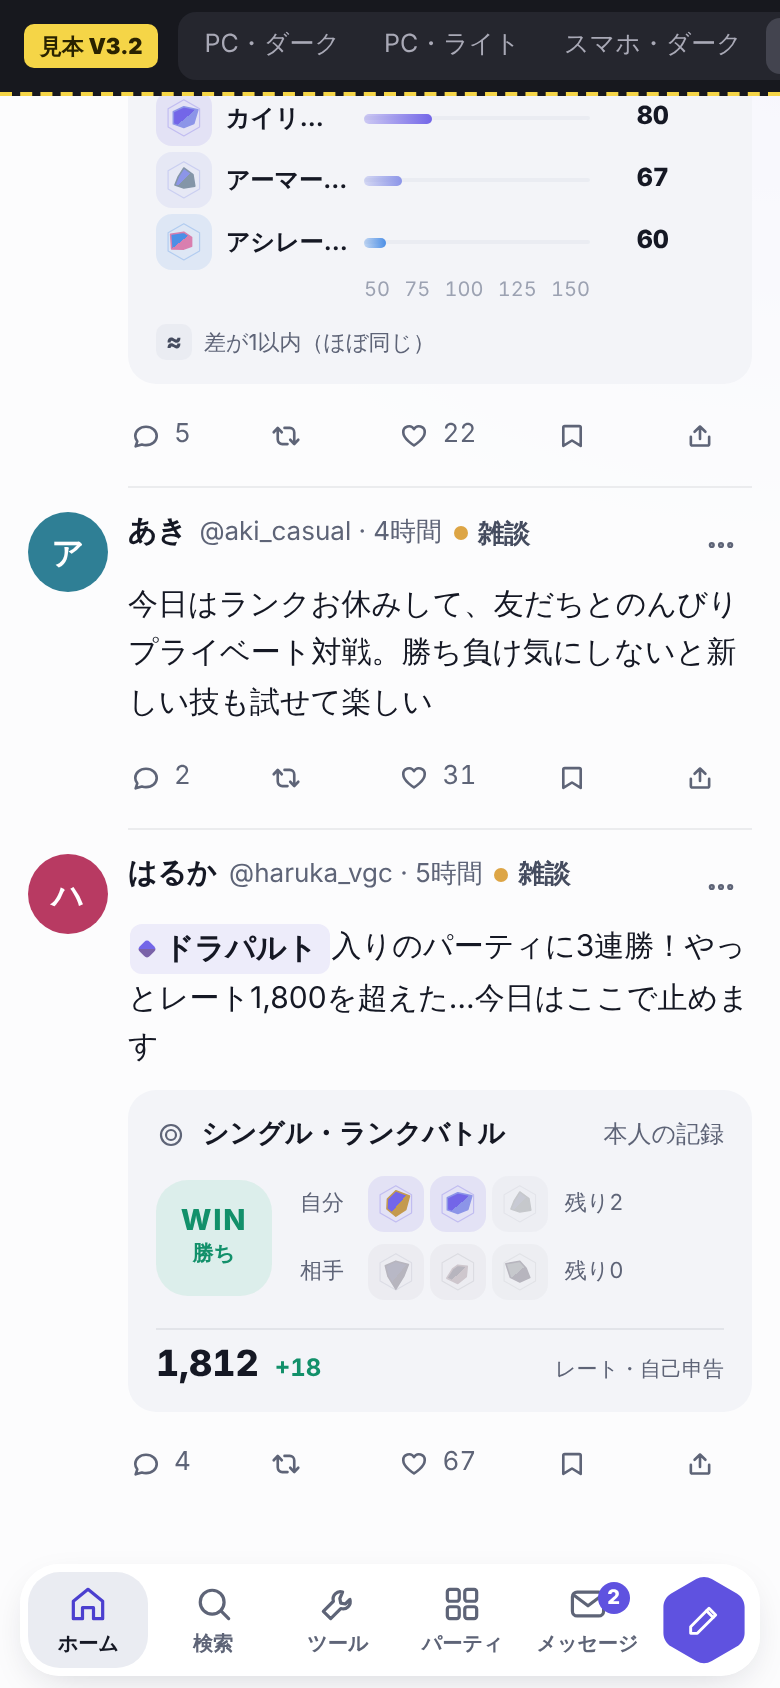 見本 V3.2 PC・ダーク PC・ライト スマホ・ダーク
カイリ… 80
アーマー… 67
アシレー… 60
50 75 100 125 150
≈ 差が1以内（ほぼ同じ）
5 22
ア あき @aki_casual · 4時間 雑談
今日はランクお休みして、友だちとのんびり
プライベート対戦。勝ち負け気にしないと新
しい技も試せて楽しい
2 31
ハ はるか @haruka_vgc · 5時間 雑談
ドラパルト 入りのパーティに3連勝！やっ
とレート1,800を超えた…今日はここで止めま
す
シングル・ランクバトル 本人の記録
WIN
勝ち
自分 残り2
相手 残り0
1,812 +18 レート・自己申告
4 67
2
ホーム 検索 ツール パーティ メッセージ